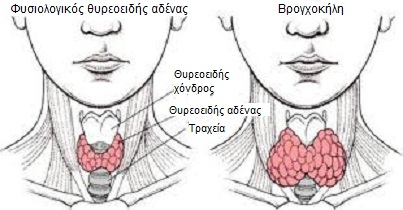 Φυσιολογικός θυρεοειδής αδένας
Βρογχοκήλη
Θυρεοειδής
χόνδρος
Θυρεοειδής αδένας
Τραχεία